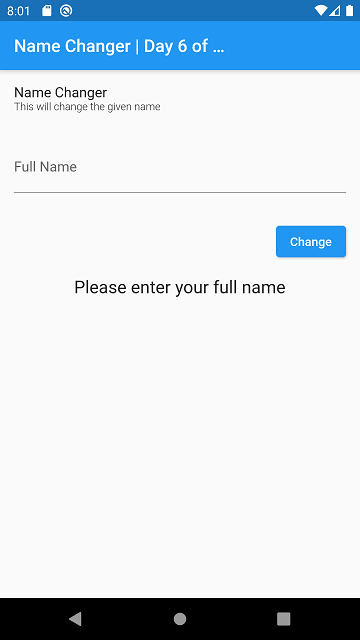 8:01
Name Changer | Day 6 of ...
Name Changer
This will change the given name
Full Name
Change
Please enter your full name